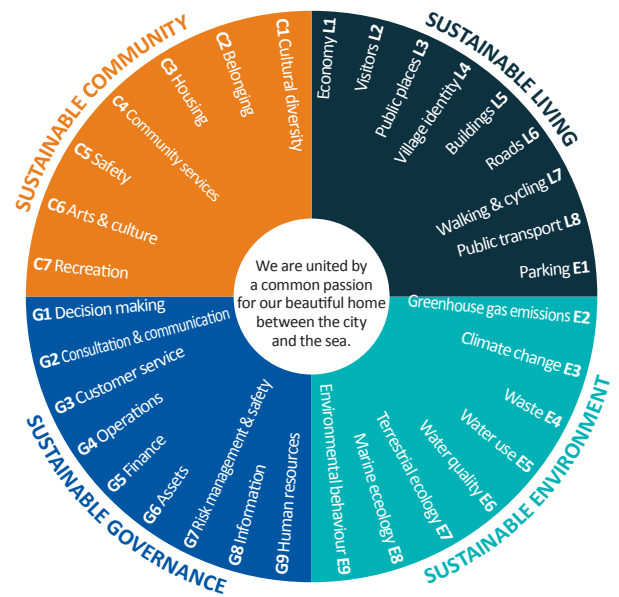 SUSTAINABLE COMMUNITY
C1 Cultural diversity
C2 Belonging
C3 Housing
C4 Community services
C5 Safety
C6 Arts & culture
C7 Recreation
SUSTAINABLE LIVING
Economy L1
Visitors L2
Public places L3
Village identity L4
Buildings L5
Roads L6
Walking & cycling L7
Public transport L8
Parking E1
We are united by
a common passion
for our beautiful home
between the city
and the sea.
G1 Decision making
G2 Consultation & communication
G3 Customer service
G4 Operations
G5 Finance
G6 Assets
G7 Risk management & safety
G8 Information
G9 Human resources
SUSTAINABLE GOVERNANCE
Greenhouse gas emissions E2
Climate change E3
Waste E4
Water use E5
Water quality E6
Terrestrial ecology E7
Marine eceology E8
Environmental behaviour E9
SUSTAINABLE ENVIRONMENT